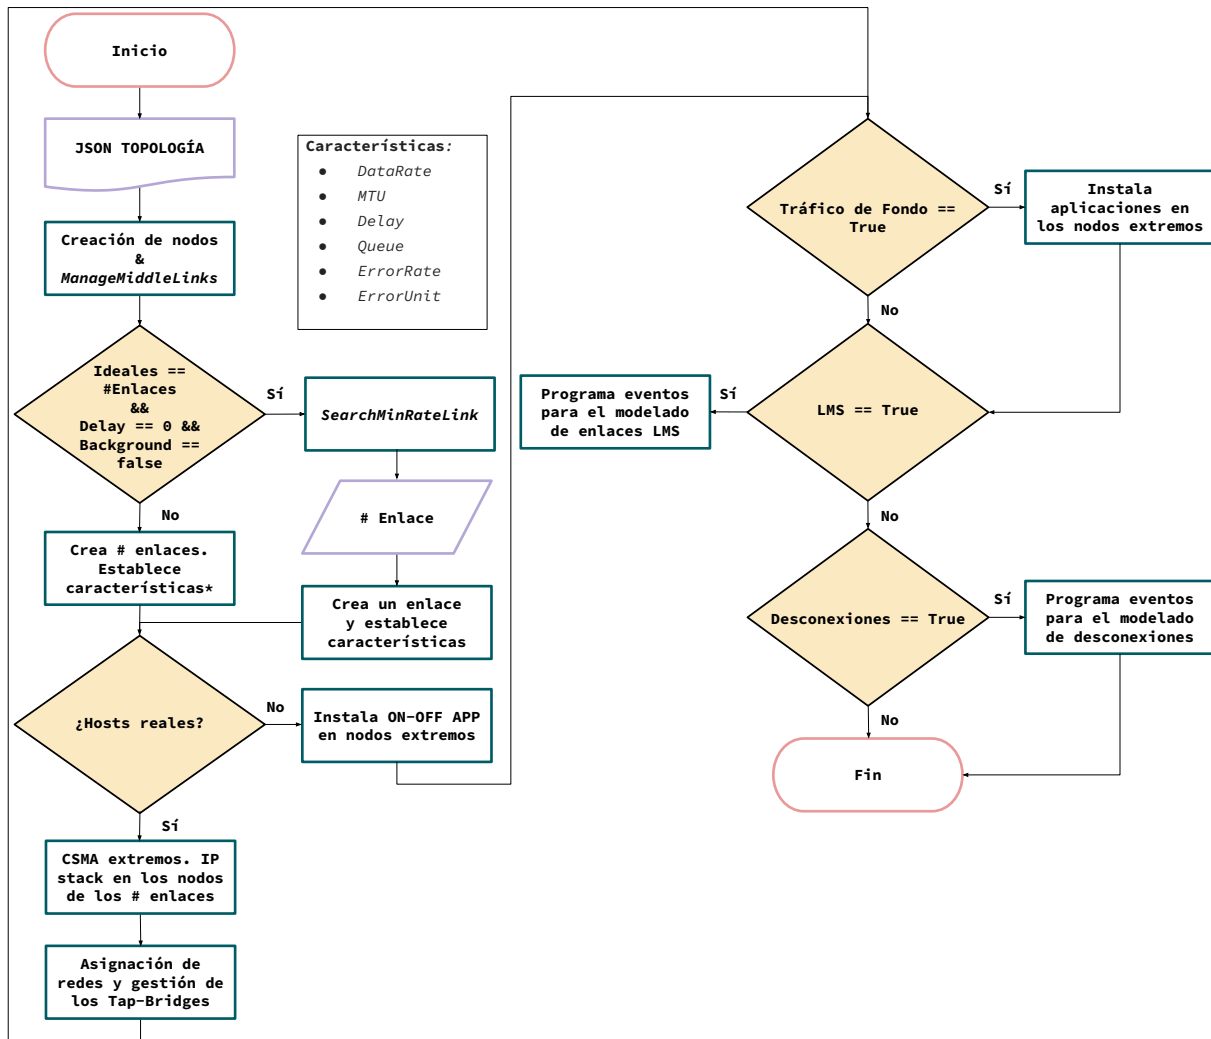 Inicio
JSON TOPOLOGÍA
Creación de nodos
&
ManageMiddleLinks
Características:
● DataRate
● MTU
● Delay
● Queue
● ErrorRate
● ErrorUnit
Ideales ==
#Enlaces
&&
Delay == 0 &&
Background ==
false
Sí
SearchMinRateLink
# Enlace
No
Crea # enlaces.
Establece
características*
Crea un enlace
y establece
características
¿Hosts reales?
No
Instala ON-OFF APP
en nodos extremos
Sí
CSMA extremos. IP
stack en los nodos
de los # enlaces
Asignación de
redes y gestión de
los Tap-Bridges
Tráfico de Fondo ==
True
Sí
Instala
aplicaciones en
los nodos extremos
No
LMS == True
Sí
Programa eventos
para el modelado
de enlaces LMS
No
Desconexiones == True
Sí
Programa eventos
para el modelado
de desconexiones
No
Fin